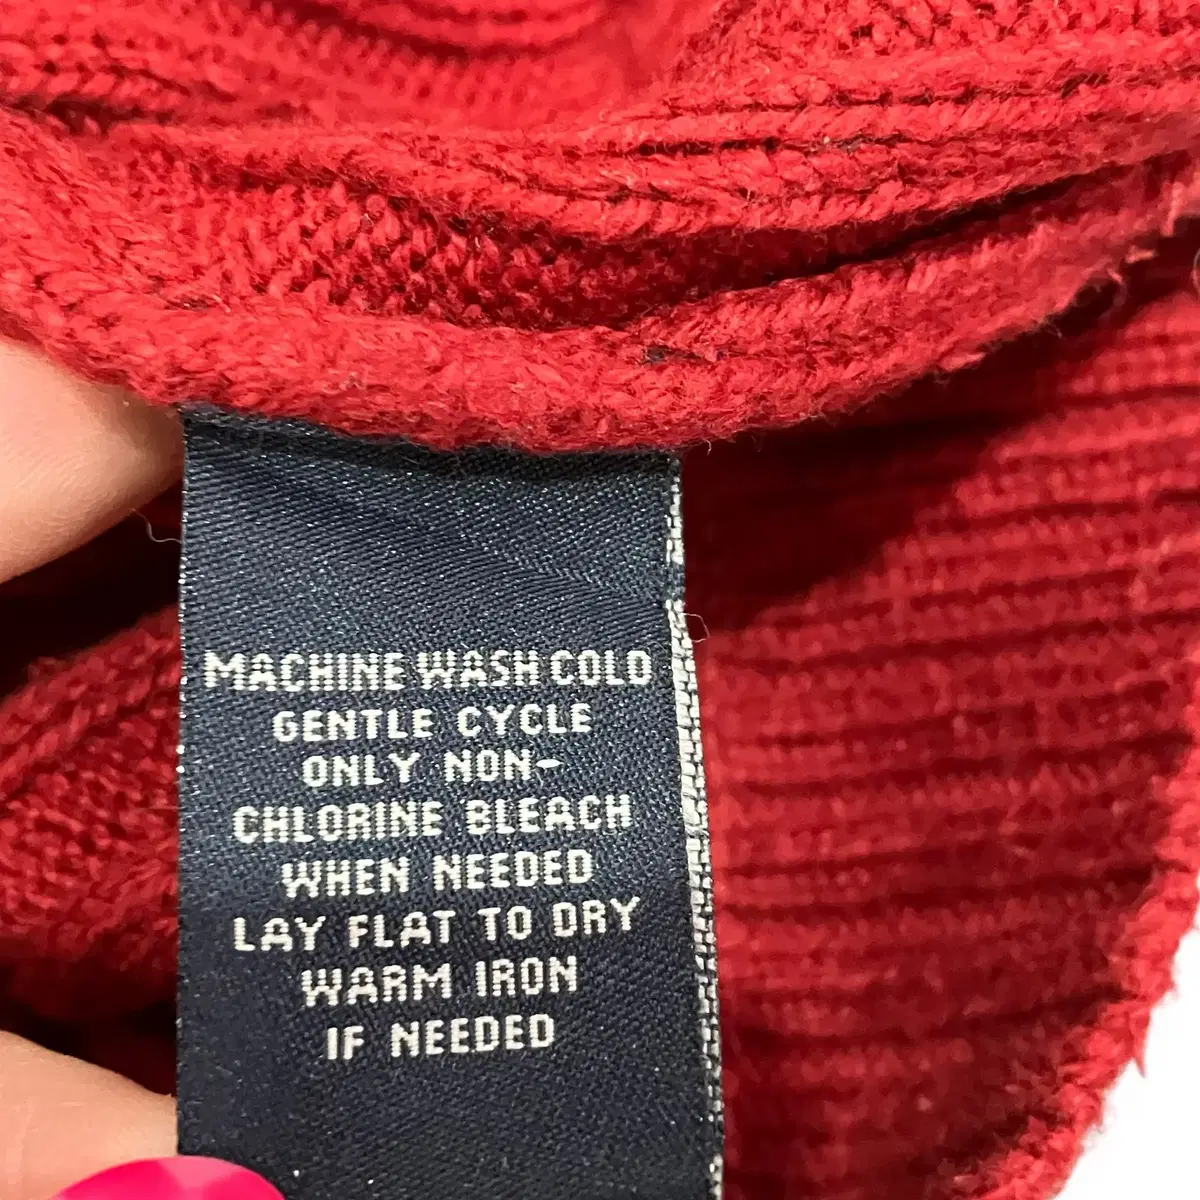 MACHINE WASH COLD
GENTLE CYCLE
ONLY NON-
CHLORINE BLEACH
WHEN NEEDED
LAY FLAT TO DRY
WARM IRON
IF NEEDED